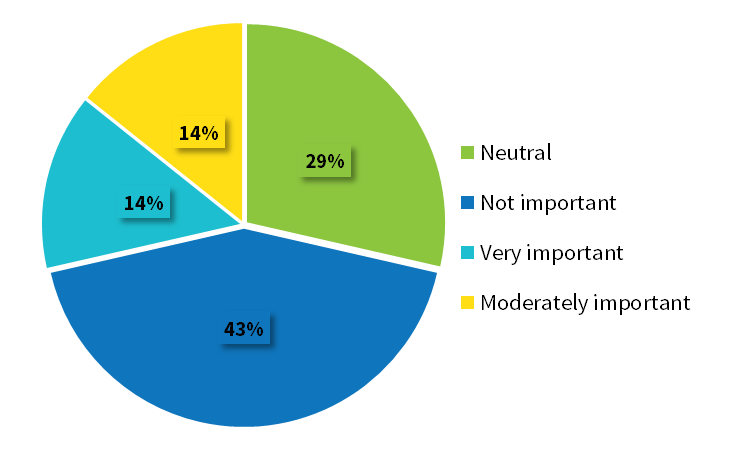 14%
29%
14%
43%
Neutral
Not important
Very important
Moderately important